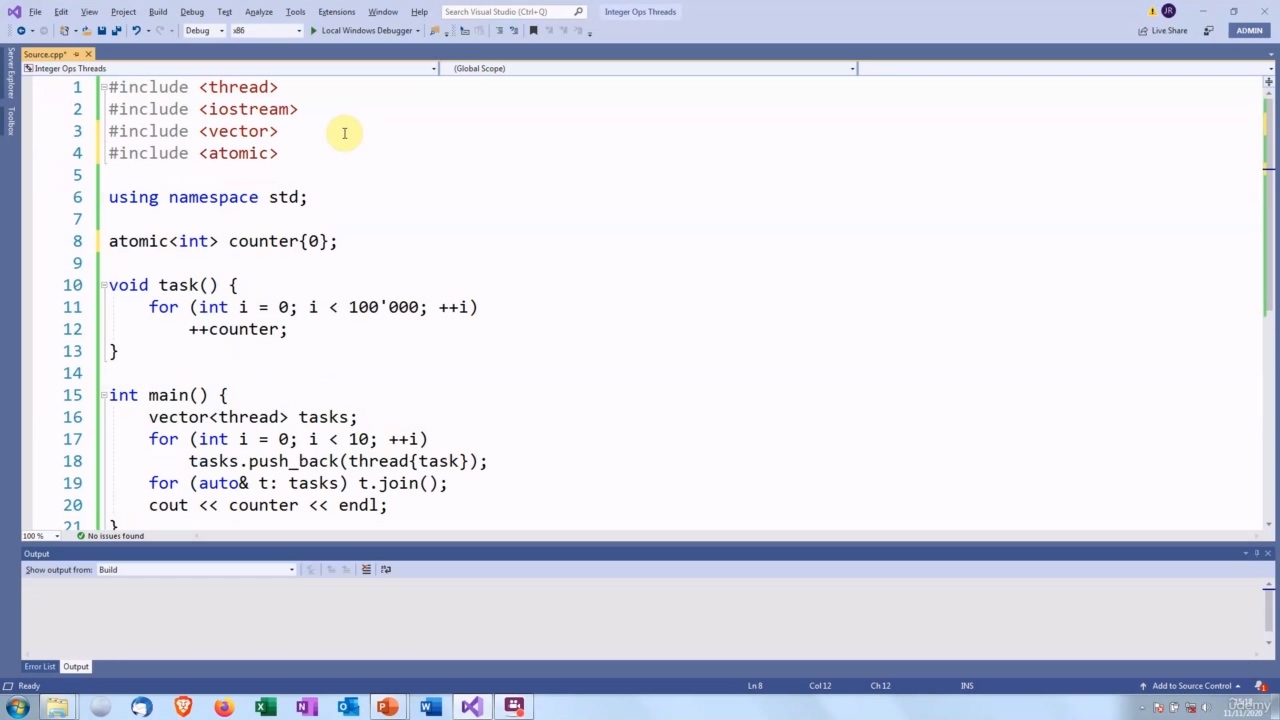 File Edit View Project Build Debug Test Analyze Tools Extensions Window Help Search Visual Studio (Ctrl+Q) Integer Ops Threads JR
Debug x86 Local Windows Debugger Live Share ADMIN
Source.cpp*
Integer Ops Threads (Global Scope)
Server Explorer
Toolbox
1 #include <thread>
2 #include <iostream>
3 #include <vector>
4 #include <atomic>
5
6 using namespace std;
7
8 atomic<int> counter{0};
9
10 void task() {
11 for (int i = 0; i < 100'000; ++i)
12 ++counter;
13 }
14
15 int main() {
16 vector<thread> tasks;
17 for (int i = 0; i < 10; ++i)
18 tasks.push_back(thread{task});
19 for (auto& t: tasks) t.join();
20 cout << counter << endl;
21 }
100 % No issues found
Output
Show output from: Build
Error List Output
Ready Ln 8 Col 12 Ch 12 INS Add to Source Control 1
udemy
11/11/2020